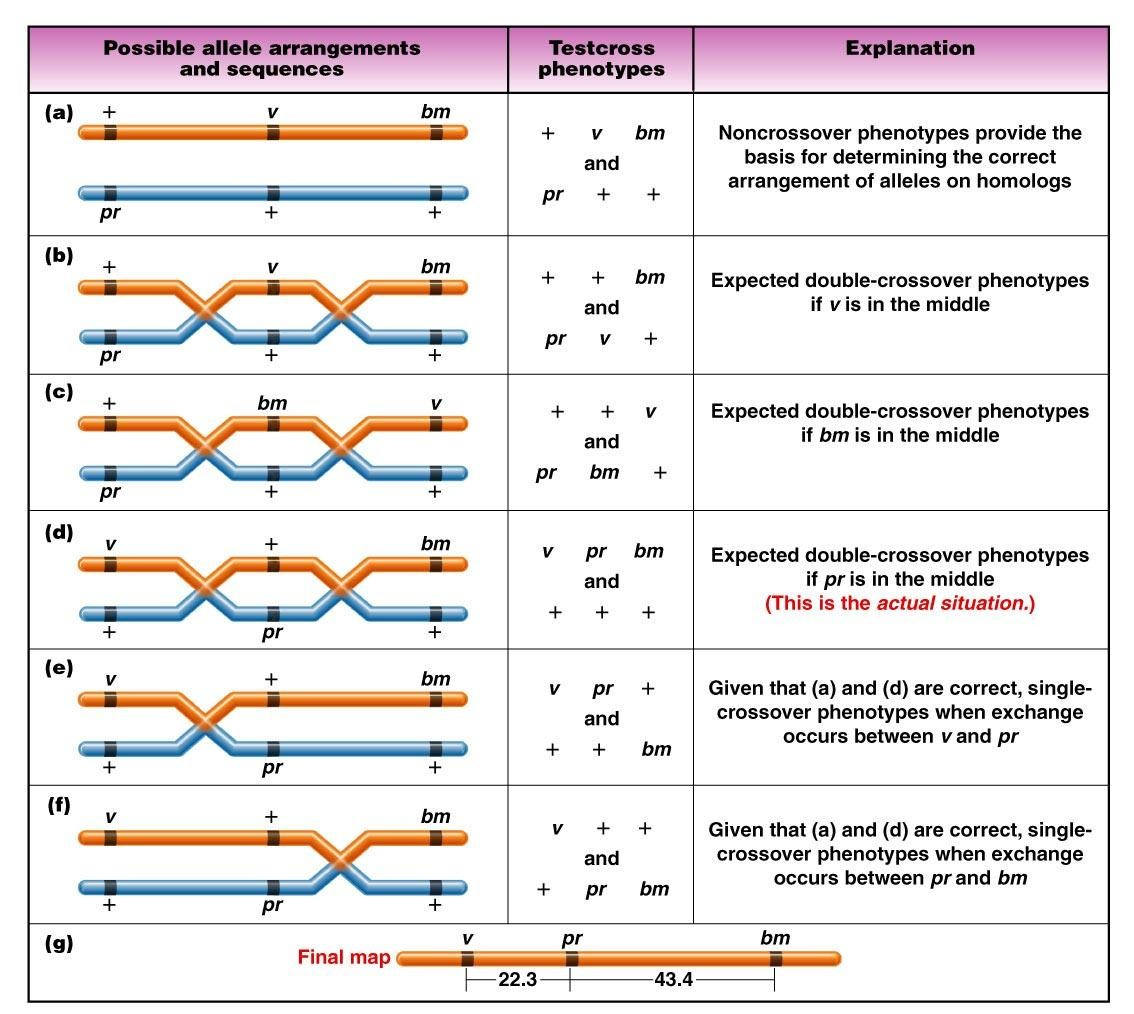 Possible allele arrangements
and sequences
Testcross
phenotypes
Explanation
(a)
+ v bm
pr + +
+ v bm
and
pr + +
Noncrossover phenotypes provide the
basis for determining the correct
arrangement of alleles on homologs
(b)
+ v bm
pr + +
+ + bm
and
pr v +
Expected double-crossover phenotypes
if v is in the middle
(c)
+ bm v
pr + +
+ + v
and
pr bm +
Expected double-crossover phenotypes
if bm is in the middle
(d)
v + bm
+ pr +
v pr bm
and
+ + +
Expected double-crossover phenotypes
if pr is in the middle
(This is the actual situation.)
(e)
v + bm
+ pr +
v pr +
and
+ + bm
Given that (a) and (d) are correct, single-
crossover phenotypes when exchange
occurs between v and pr
(f)
v + bm
+ pr +
v + +
and
+ pr bm
Given that (a) and (d) are correct, single-
crossover phenotypes when exchange
occurs between pr and bm
(g)
v pr bm
Final map
22.3 43.4